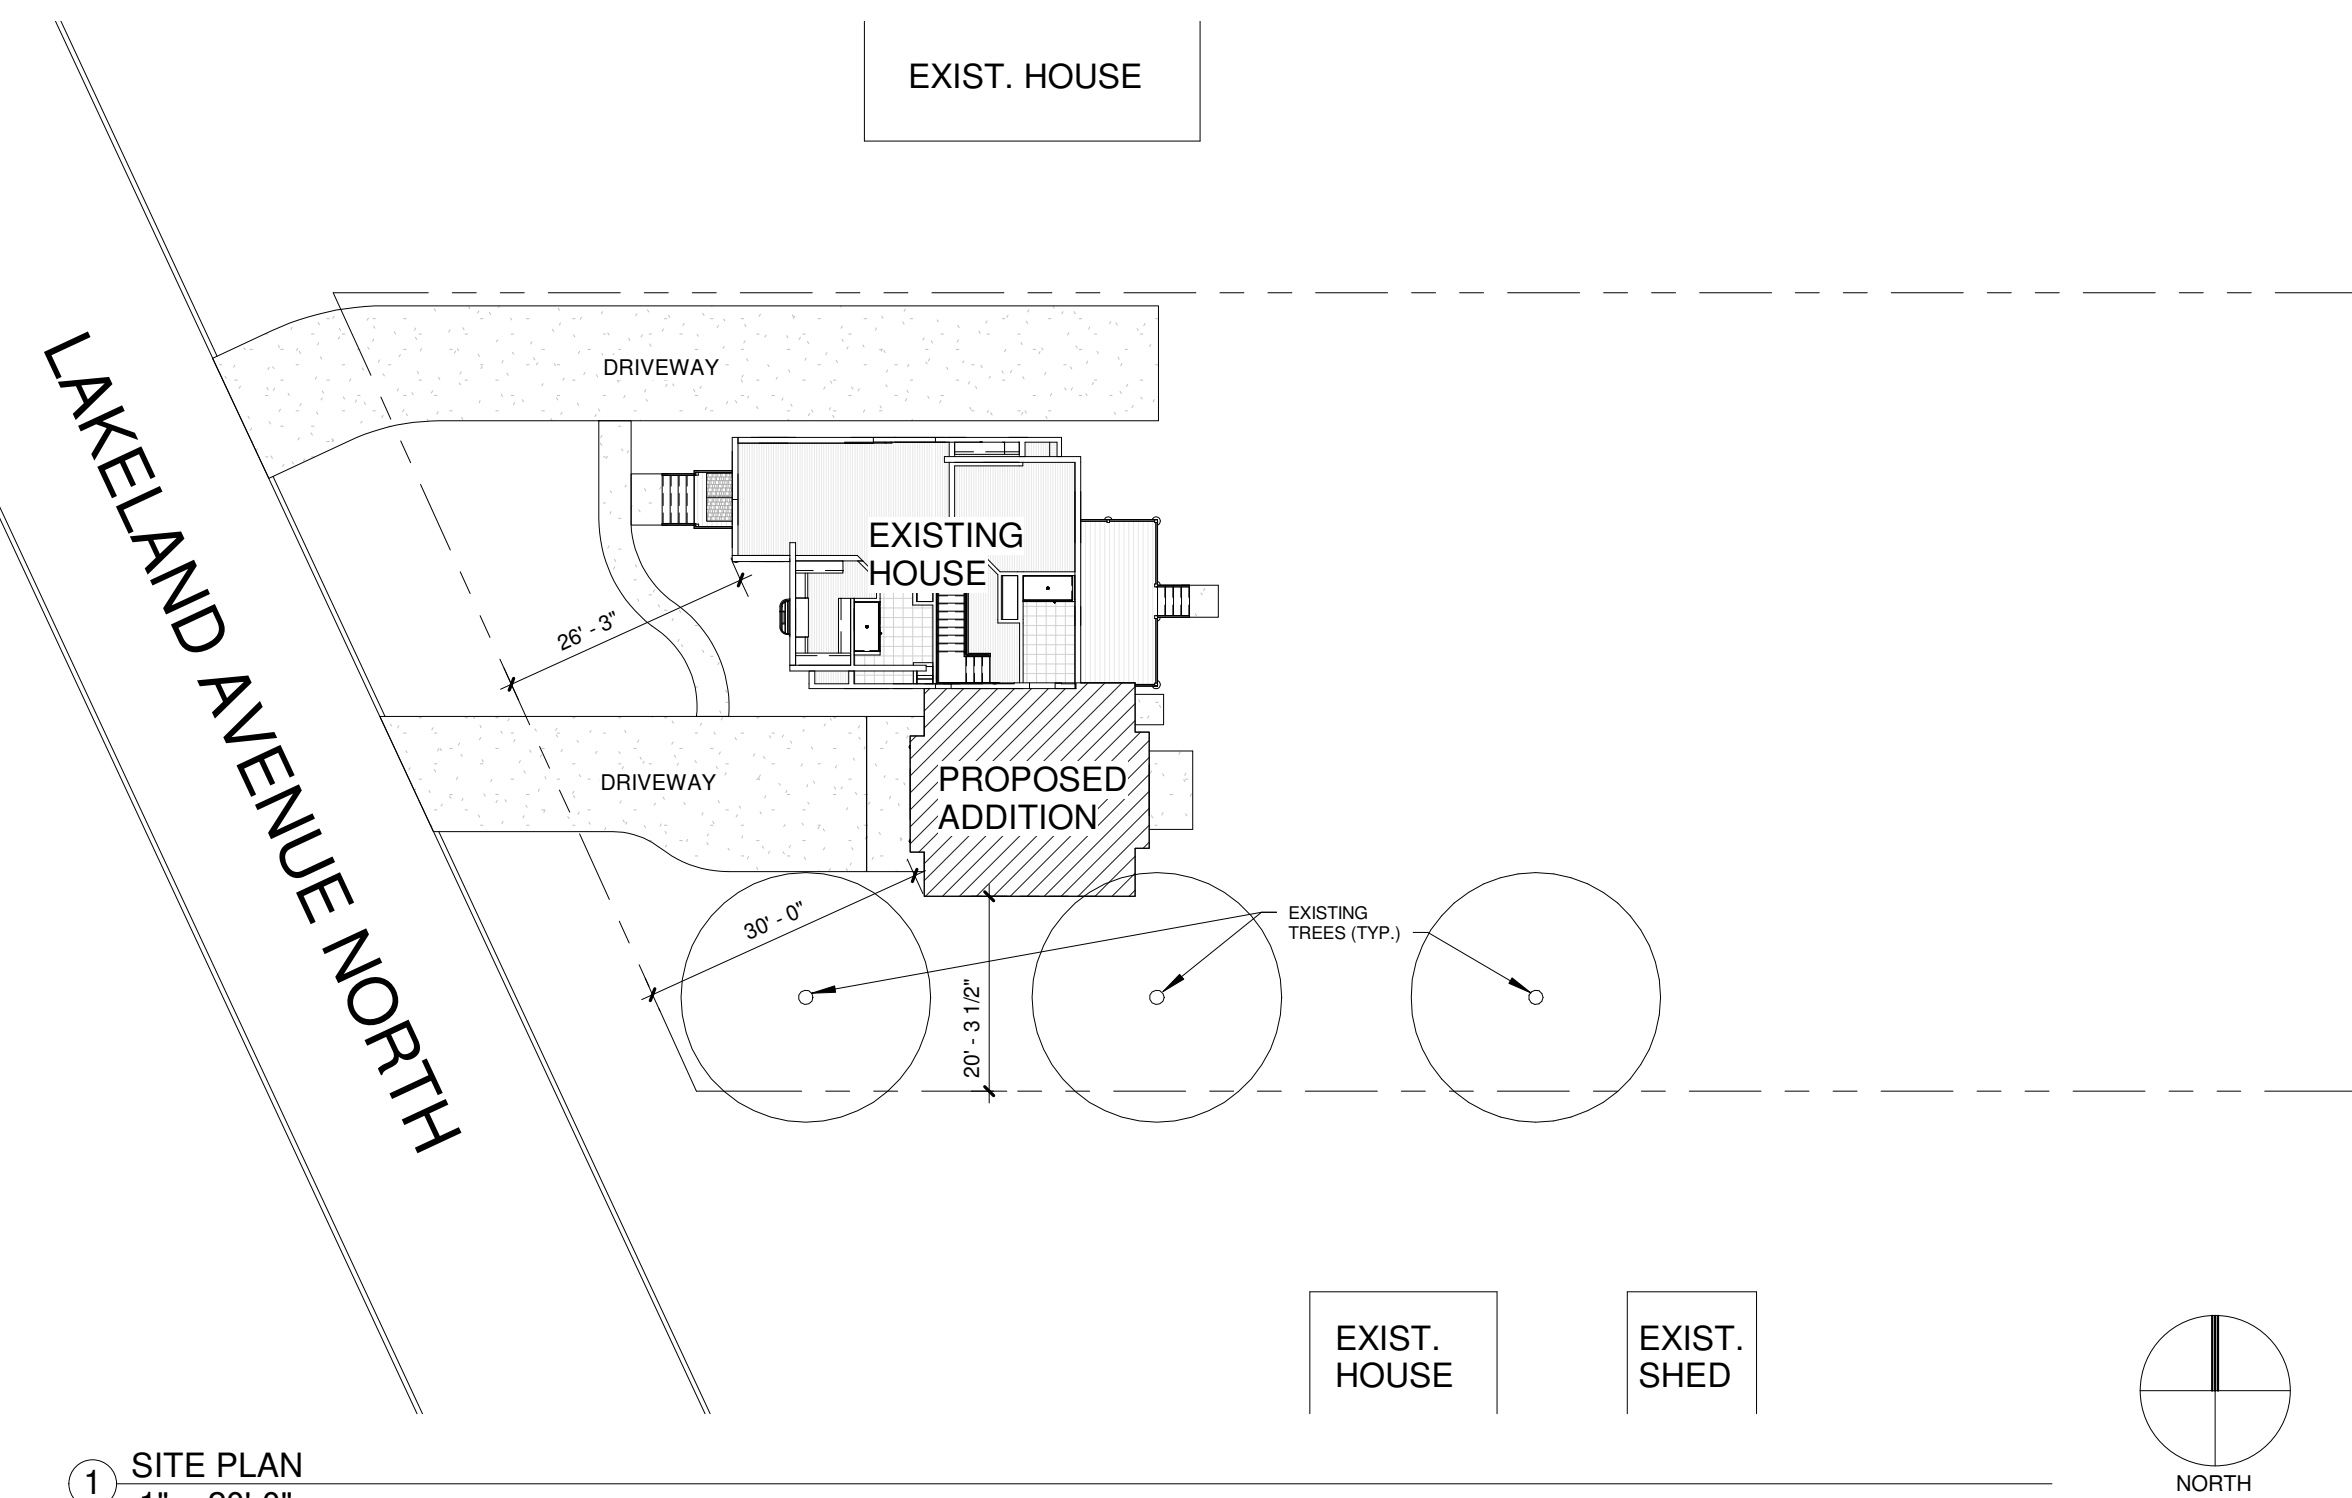 EXIST. HOUSE
DRIVEWAY
LAKELAND AVENUE NORTH
EXISTING
HOUSE
26' - 3"
DRIVEWAY
PROPOSED
ADDITION
30' - 0"
EXISTING
TREES (TYP.)
20' - 3 1/2"
EXIST.
HOUSE
EXIST.
SHED
1
SITE PLAN
NORTH